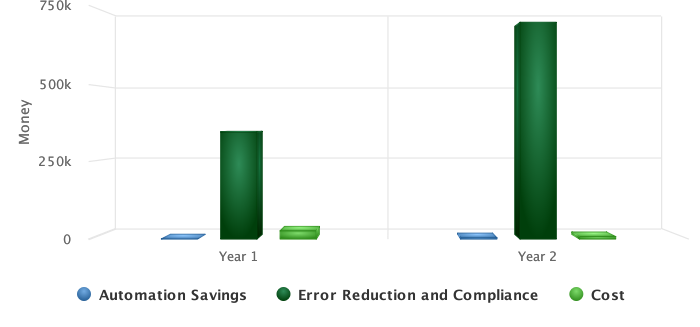 750k
500k
Money
250k
0
Year 1 Year 2
Automation Savings Error Reduction and Compliance Cost